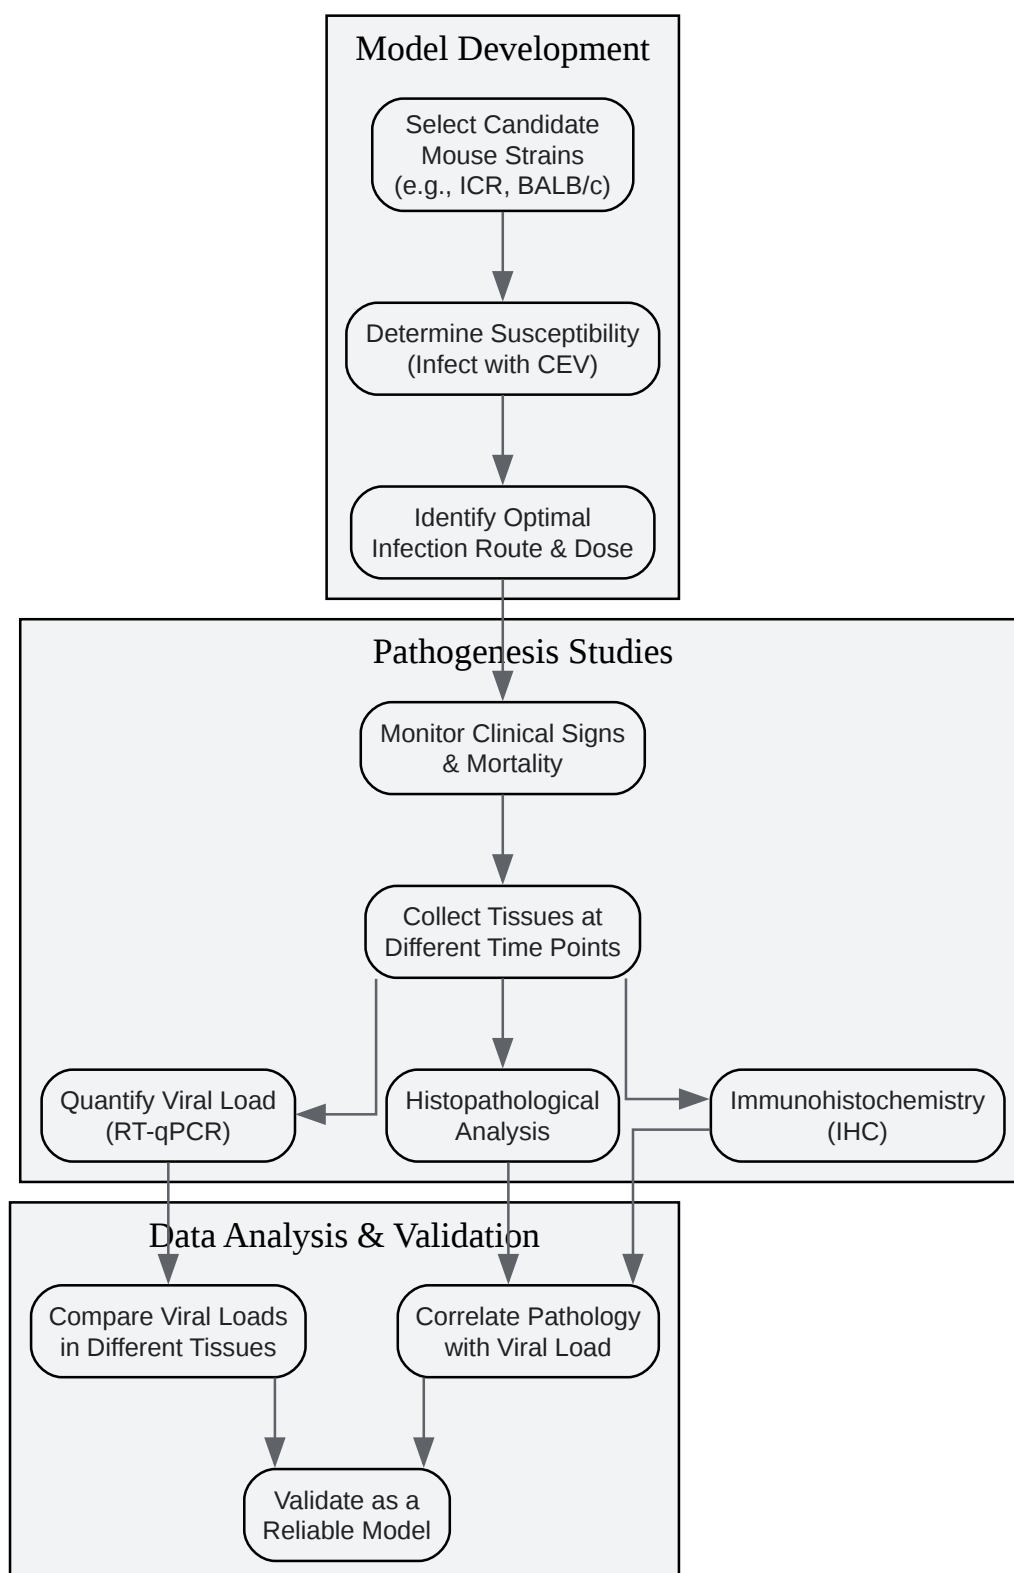 Model Development
Select Candidate
Mouse Strains
(e.g., ICR, BALB/c)
Determine Susceptibility
(Infect with CEV)
Identify Optimal
Infection Route & Dose
Pathogenesis Studies
Monitor Clinical Signs
& Mortality
Collect Tissues at
Different Time Points
Quantify Viral Load
(RT-qPCR)
Histopathological
Analysis
Immunohistochemistry
(IHC)
Data Analysis & Validation
Compare Viral Loads
in Different Tissues
Correlate Pathology
with Viral Load
Validate as a
Reliable Model